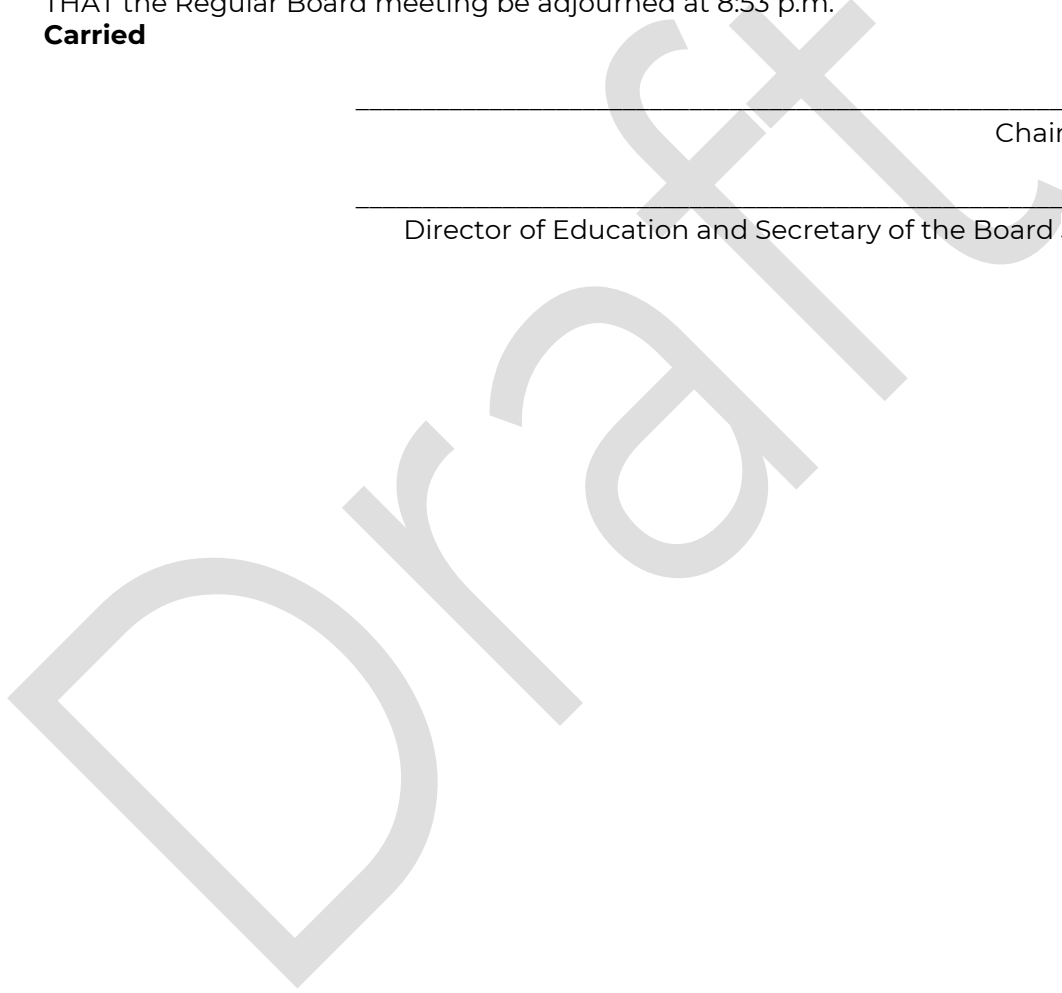 THAT the Regular Board meeting be adjourned at 8:53 p.m.
Carried
Chair
Director of Education and Secretary of the Board
Draft